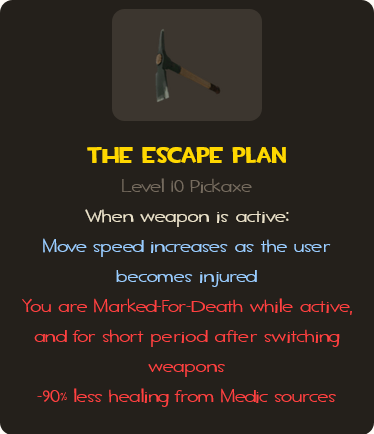 THE ESCAPE PLAN
Level 10 Pickaxe
When weapon is active:
Move speed increases as the user
becomes injured
You are Marked-For-Death while active,
and for short period after switching
weapons
-90% less healing from Medic sources